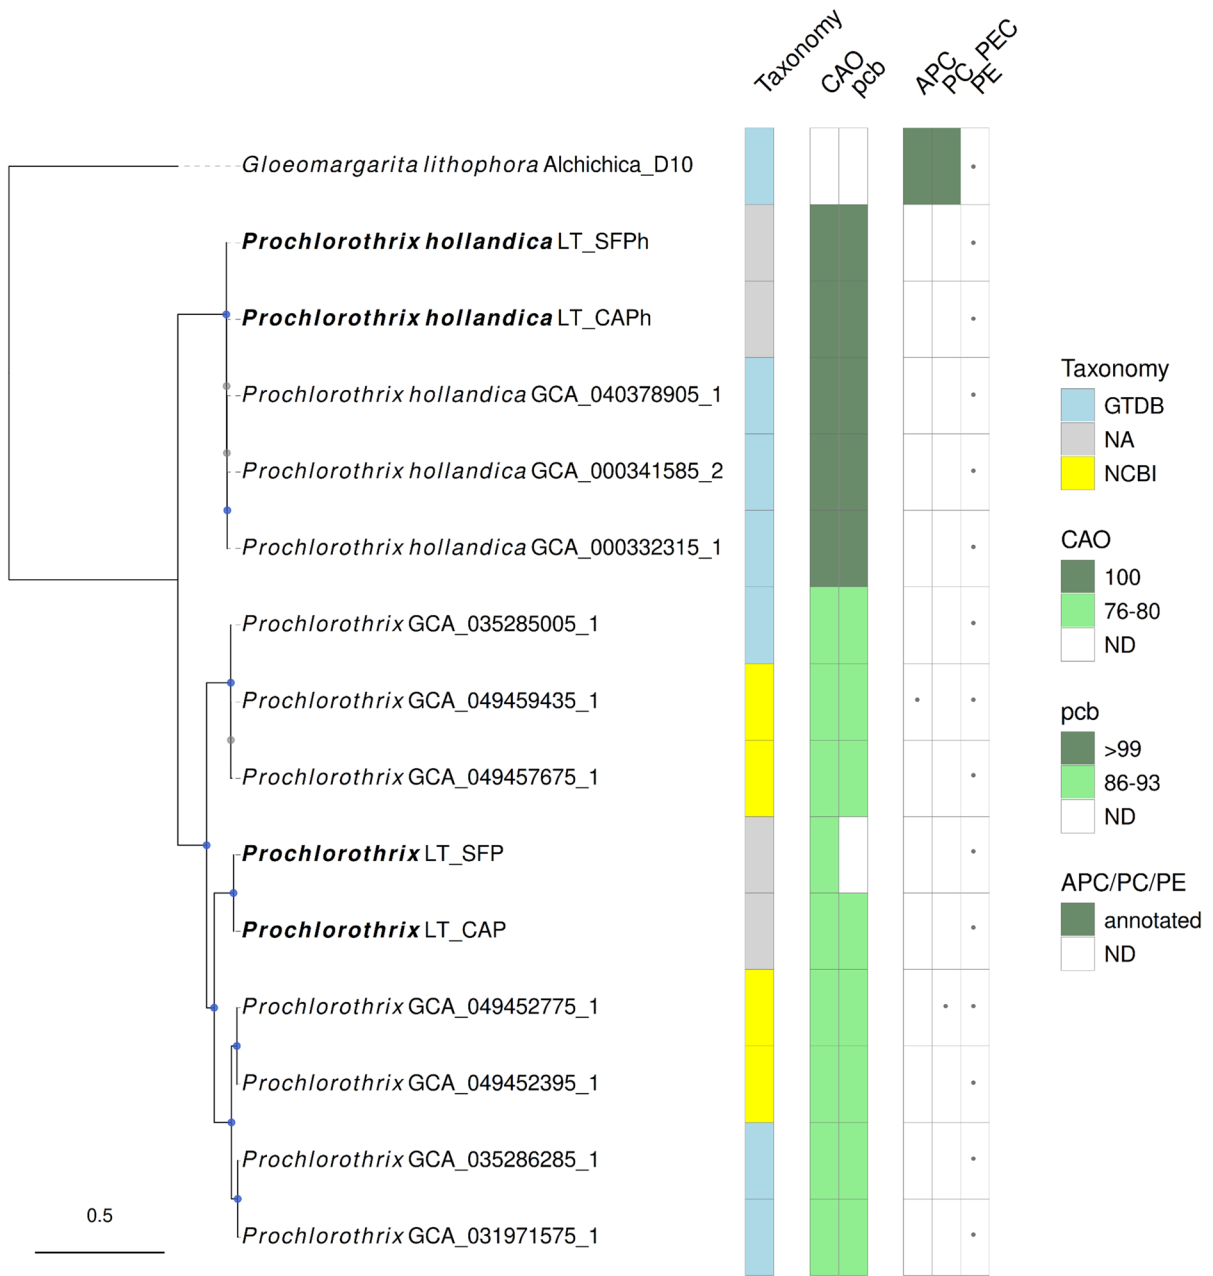 Taxonomy
CAO
pcb
APC
PC_PEC
PE
Gloeomargarita lithophora Alchichica_D10
Prochlorothrix hollandica LT_SFPh
Prochlorothrix hollandica LT_CAPh
Prochlorothrix hollandica GCA_040378905_1
Prochlorothrix hollandica GCA_000341585_2
Prochlorothrix hollandica GCA_000332315_1
Prochlorothrix GCA_035285005_1
Prochlorothrix GCA_049459435_1
Prochlorothrix GCA_049457675_1
Prochlorothrix LT_SFP
Prochlorothrix LT_CAP
Prochlorothrix GCA_049452775_1
Prochlorothrix GCA_049452395_1
Prochlorothrix GCA_035286285_1
Prochlorothrix GCA_031971575_1
0.5
Taxonomy
GTDB
NA
NCBI
CAO
100
76-80
ND
pcb
>99
86-93
ND
APC/PC/PE
annotated
ND